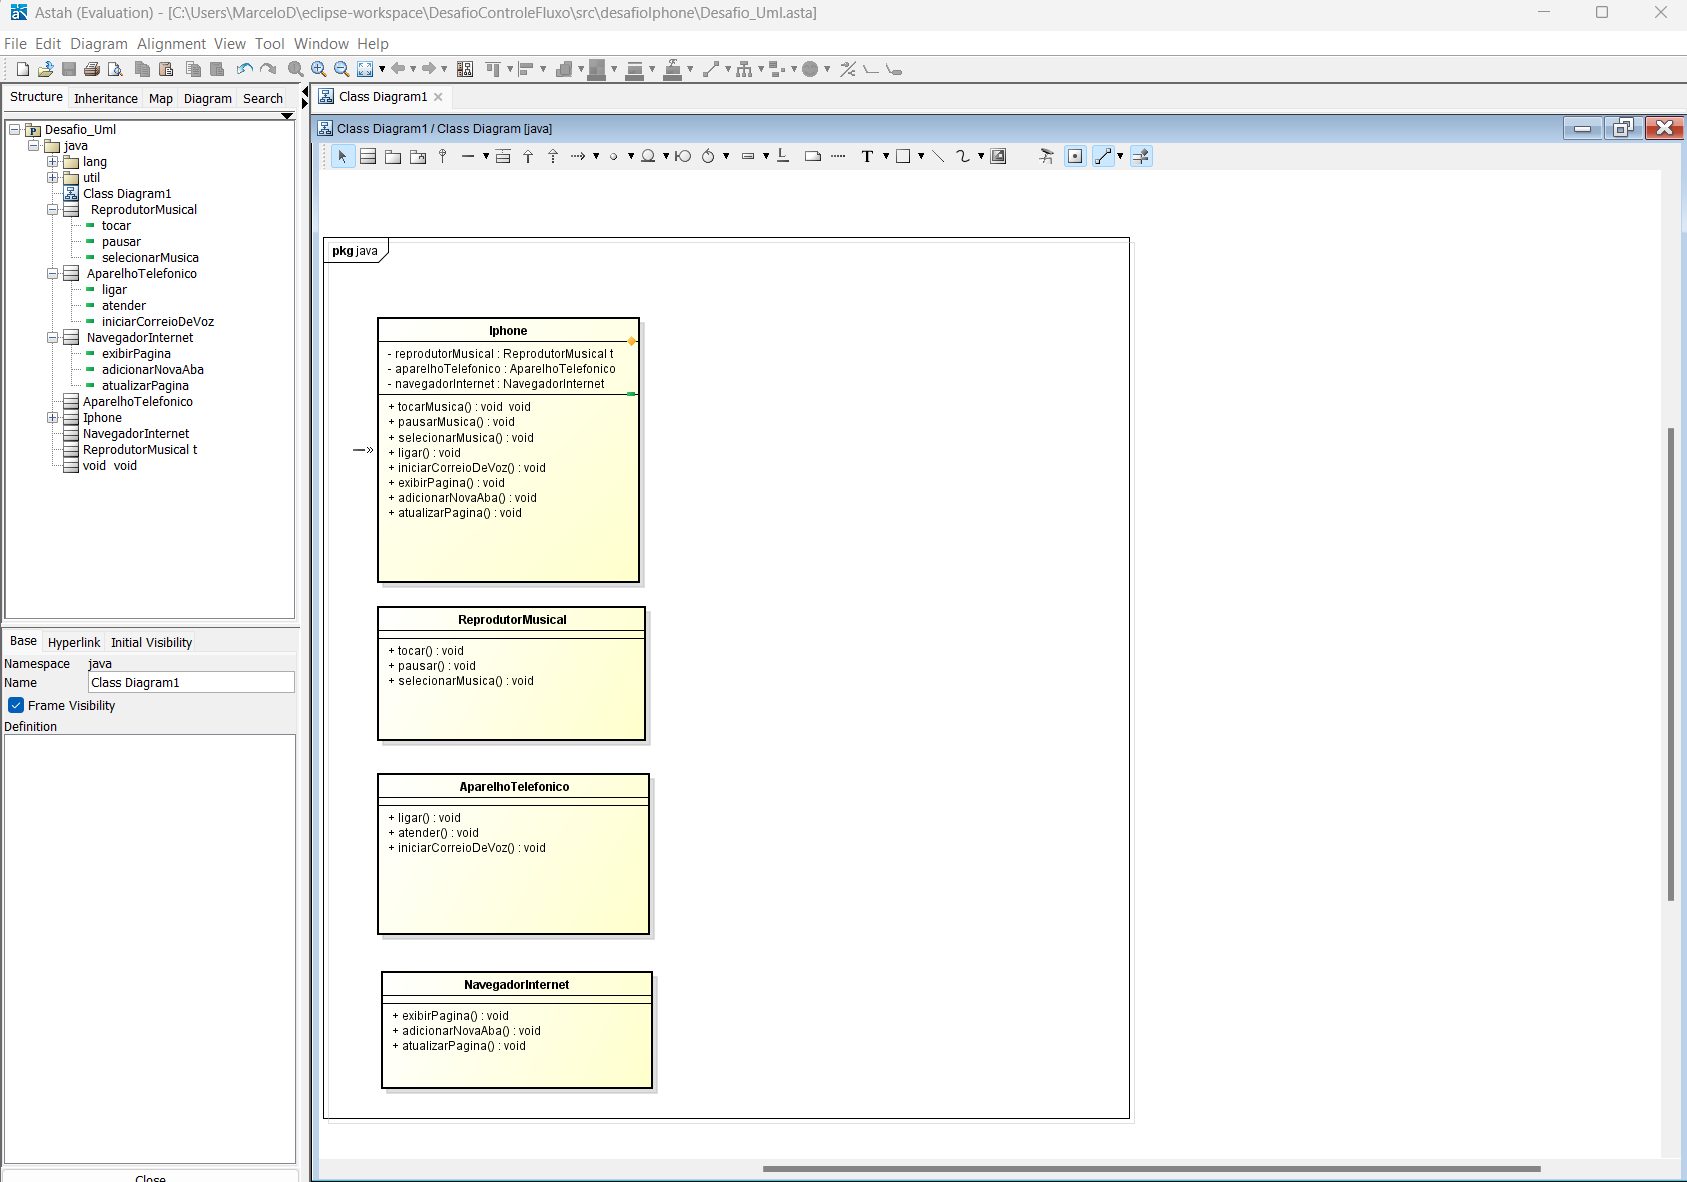 Astah (Evaluation) - [C:\Users\MarceloD\eclipse-workspace\DesafioControleFluxo\src\desafioIphone\Desafio_Uml.asta]
File Edit Diagram Alignment View Tool Window Help
Structure Inheritance Map Diagram Search
Desafio_Uml
java
lang
util
Class Diagram1
ReprodutorMusical
tocar
pausar
selecionarMusica
AparelhoTelefonico
ligar
atender
iniciarCorreioDeVoz
NavegadorInternet
exibirPagina
adicionarNovaAba
atualizarPagina
AparelhoTelefonico
Iphone
NavegadorInternet
ReprodutorMusical t
void  void
Base Hyperlink Initial Visibility
Namespace java
Name Class Diagram1
Frame Visibility
Definition
Close
Class Diagram1
Class Diagram1 / Class Diagram [java]
T
pkg java
Iphone
- reprodutorMusical : ReprodutorMusical t
- aparelhoTelefonico : AparelhoTelefonico
- navegadorInternet : NavegadorInternet
+ tocarMusica() : void  void
+ pausarMusica() : void
+ selecionarMusica() : void
+ ligar() : void
+ iniciarCorreioDeVoz() : void
+ exibirPagina() : void
+ adicionarNovaAba() : void
+ atualizarPagina() : void
ReprodutorMusical
+ tocar() : void
+ pausar() : void
+ selecionarMusica() : void
AparelhoTelefonico
+ ligar() : void
+ atender() : void
+ iniciarCorreioDeVoz() : void
NavegadorInternet
+ exibirPagina() : void
+ adicionarNovaAba() : void
+ atualizarPagina() : void